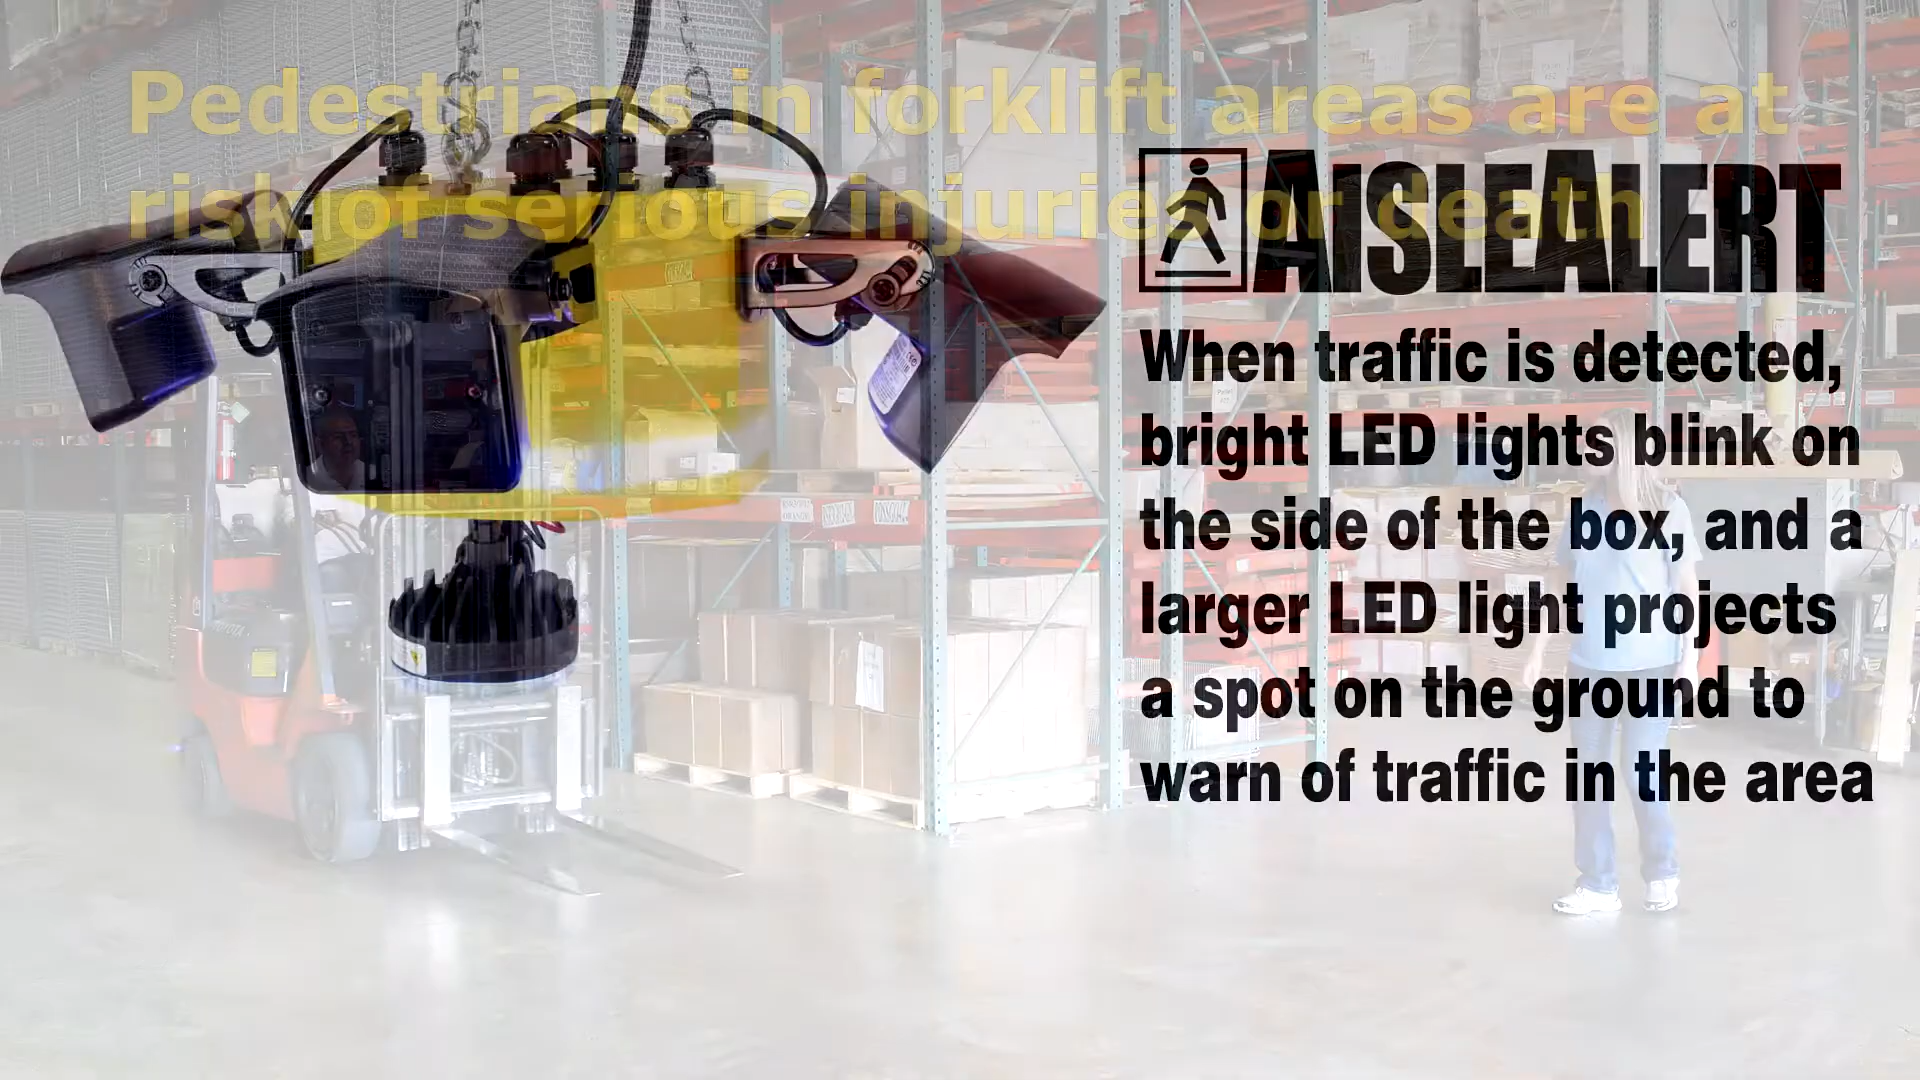 Pedestrians in forklift areas are at
risk of serious injuries or death
AISLEALERT
When traffic is detected,
bright LED lights blink on
the side of the box, and a
larger LED light projects
a spot on the ground to
warn of traffic in the area
TOYOTA